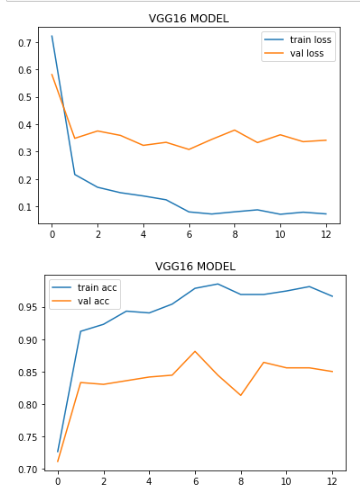 VGG16 MODEL
train loss
val loss
0.7
0.6
0.5
0.4
0.3
0.2
0.1
0 2 4 6 8 10 12
VGG16 MODEL
train acc
val acc
0.95
0.90
0.85
0.80
0.75
0.70
0 2 4 6 8 10 12